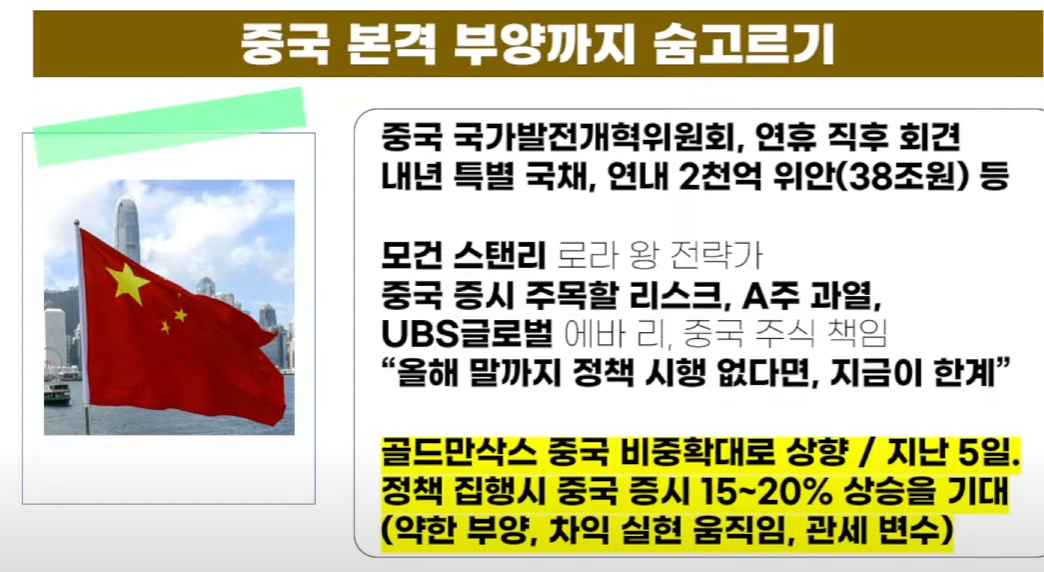 중국 본격 부양까지 숨고르기
중국 국가발전개혁위원회, 연휴 직후 회견
내년 특별 국채, 연내 2천억 위안(38조원) 등
모건 스탠리 로라 왕 전략가
중국 증시 주목할 리스크, A주 과열,
UBS글로벌 에바 리, 중국 주식 책임
“올해 말까지 정책 시행 없다면, 지금이 한계”
골드만삭스 중국 비중확대로 상향 / 지난 5일.
정책 집행시 중국 증시 15~20% 상승을 기대
(약한 부양, 차익 실현 움직임, 관세 변수)